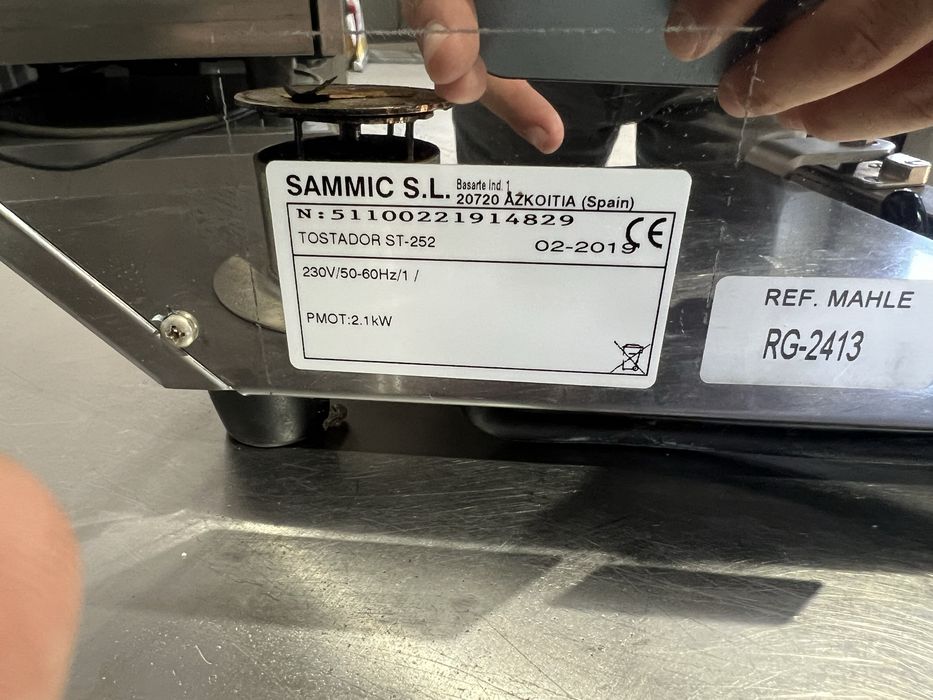 SAMMIC S.L. Basarte Ind. 1
20720 AZKOITIA (Spain)
N:51100221914829
TOSTADOR ST-252 02-2019 CE
230V/50-60Hz/1 /
PMOT:2.1kW
REF. MAHLE
RG-2413